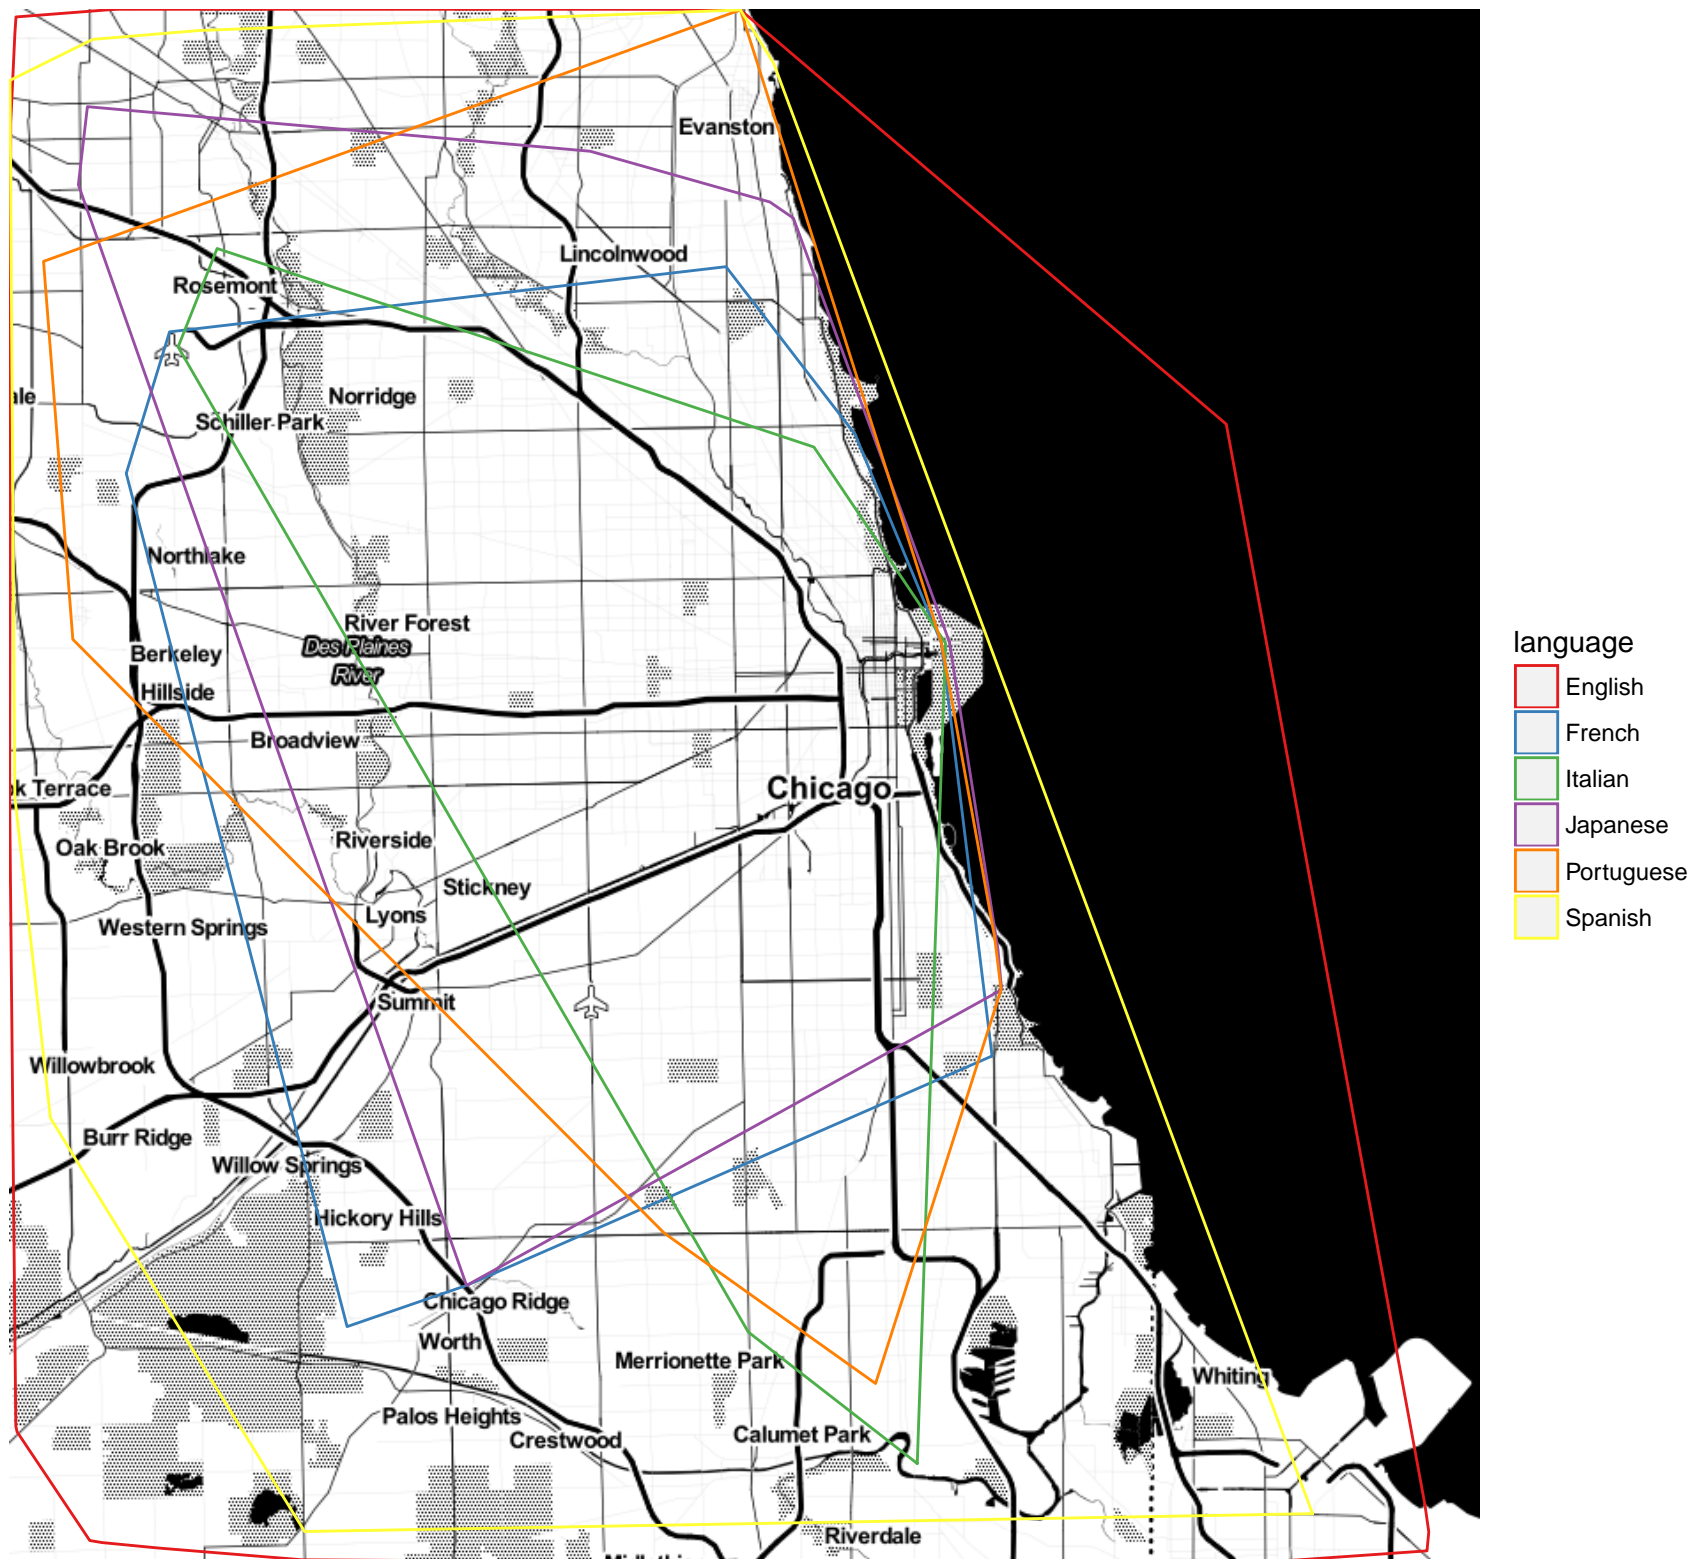 Evanston
Lincolnwood
Rosemont
ale
Norridge
Schiller Park
Northlake
River Forest
Des Plaines
River
Berkeley
Hillside
Broadview
ok Terrace
Chicago
Riverside
Oak Brook
Stickney
Lyons
Western Springs
Summit
Willowbrook
Burr Ridge
Willow Springs
Hickory Hills
Chicago Ridge
Worth
Merrionette Park
Whiting
Palos Heights
Calumet Park
Crestwood
Riverdale
language
English
French
Italian
Japanese
Portuguese
Spanish